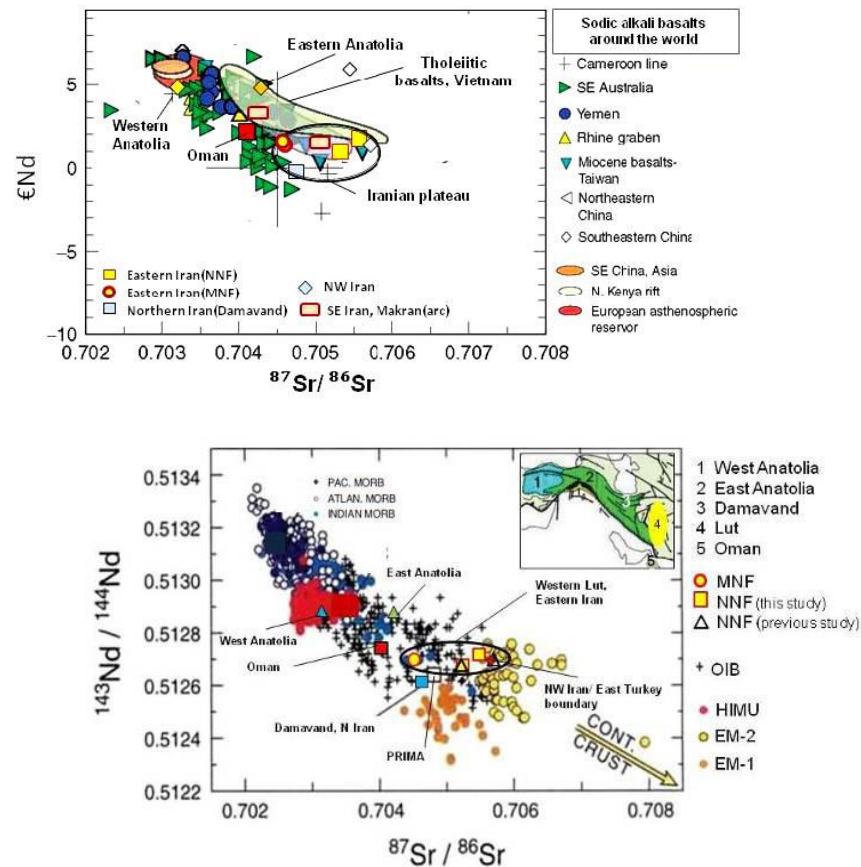 Sodic alkali basalts
around the world
Eastern Anatolia
Tholeiitic
basalts, Vietnam
Western
Anatolia
Oman
Iranian plateau
Cameroon line
SE Australia
Yemen
Rhine graben
Miocene basalts-
Taiwan
Northeastern
China
Southeastern China
SE China, Asia
N. Kenya rift
European asthenospheric
reservoir
5
0
−5
−10
€Nd
Eastern Iran(NNF)
Eastern Iran(MNF)
Northern Iran(Damavand)
NW Iran
SE Iran, Makran(arc)
0.702 0.703 0.704 0.705 0.706 0.707 0.708
87Sr/ 86Sr
0.5134
0.5132
0.5130
0.5128
0.5126
0.5124
0.5122
143Nd / 144Nd
PAC. MORB
ATLAN. MORB
INDIAN MORB
East Anatolia
West Anatolia
Western Lut,
Eastern Iran
Oman
Damavand, N Iran
PRIMA
NW Iran/ East Turkey
boundary
CONT.
CRUST
1
2
3
4
5
1 West Anatolia
2 East Anatolia
3 Damavand
4 Lut
5 Oman
MNF
NNF (this study)
NNF (previous study)
OIB
HIMU
EM-2
EM-1
0.702 0.704 0.706 0.708
87Sr / 86Sr